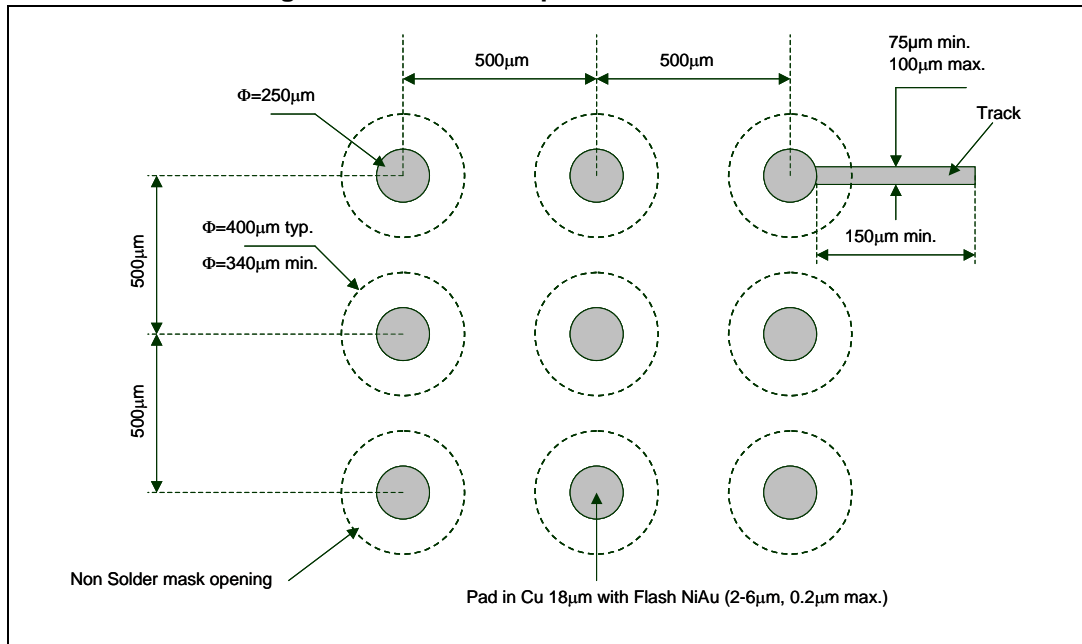 500μm
500μm
75µm min.
100µm max.
Φ=250μm
Track
Φ=400μm typ.
Φ=340μm min.
150μm min.
500μm
500μm
Non Solder mask opening
Pad in Cu 18μm with Flash NiAu (2-6μm, 0.2μm max.)